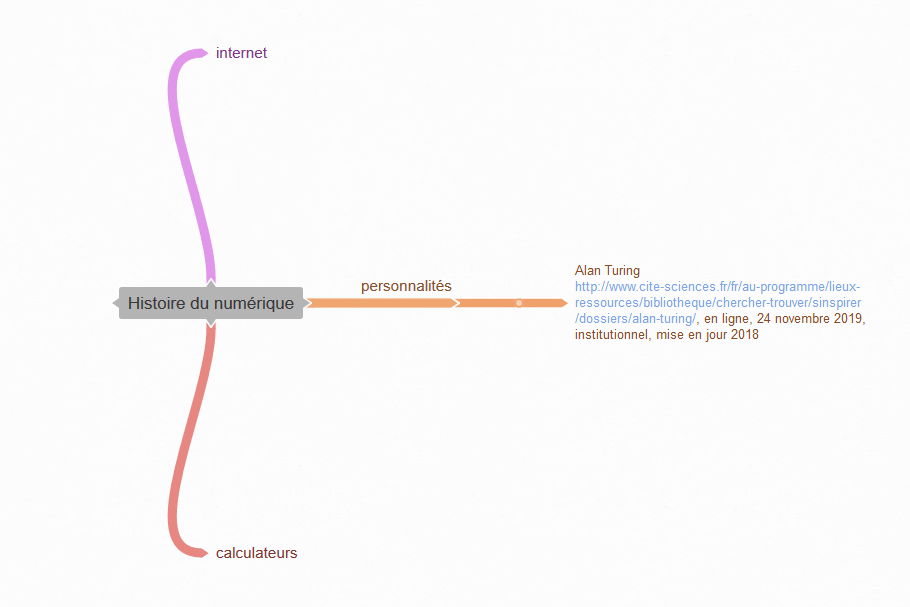 internet
personnalités
Histoire du numérique
Alan Turing
http://www.cite-sciences.fr/fr/au-programme/lieux-
ressources/bibliotheque/chercher-trouver/sinspirer
/dossiers/alan-turing/, en ligne, 24 novembre 2019,
institutionnel, mise en jour 2018
calculateurs